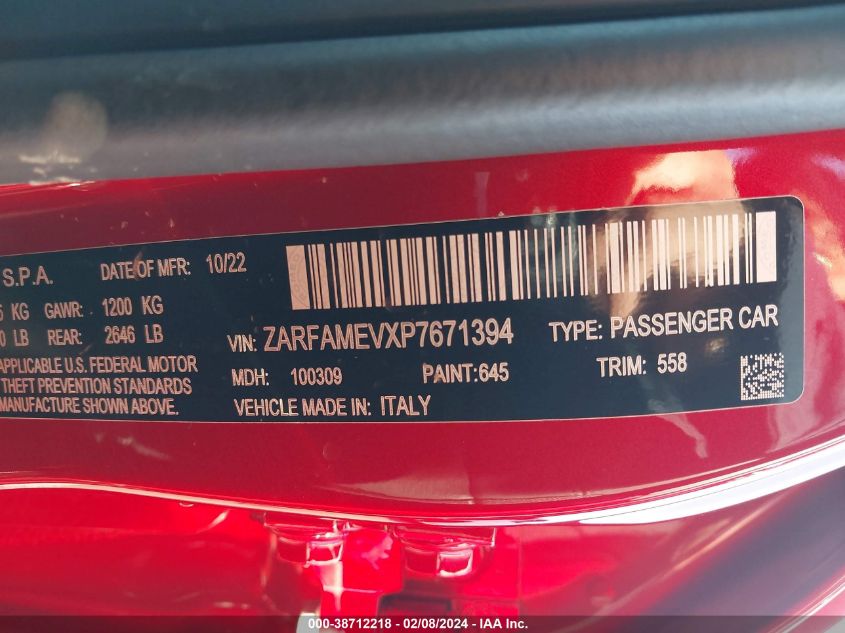 S.P.A. DATE OF MFR: 10/22
KG GAWR: 1200 KG
LB REAR: 2646 LB
VIN: ZARFAMEVXP7671394 TYPE: PASSENGER CAR
APPLICABLE U.S. FEDERAL MOTOR
THEFT PREVENTION STANDARDS
MANUFACTURE SHOWN ABOVE.
MDH: 100309 PAINT:645 TRIM: 558
VEHICLE MADE IN: ITALY
000-38712218 - 02/08/2024 - IAA Inc.